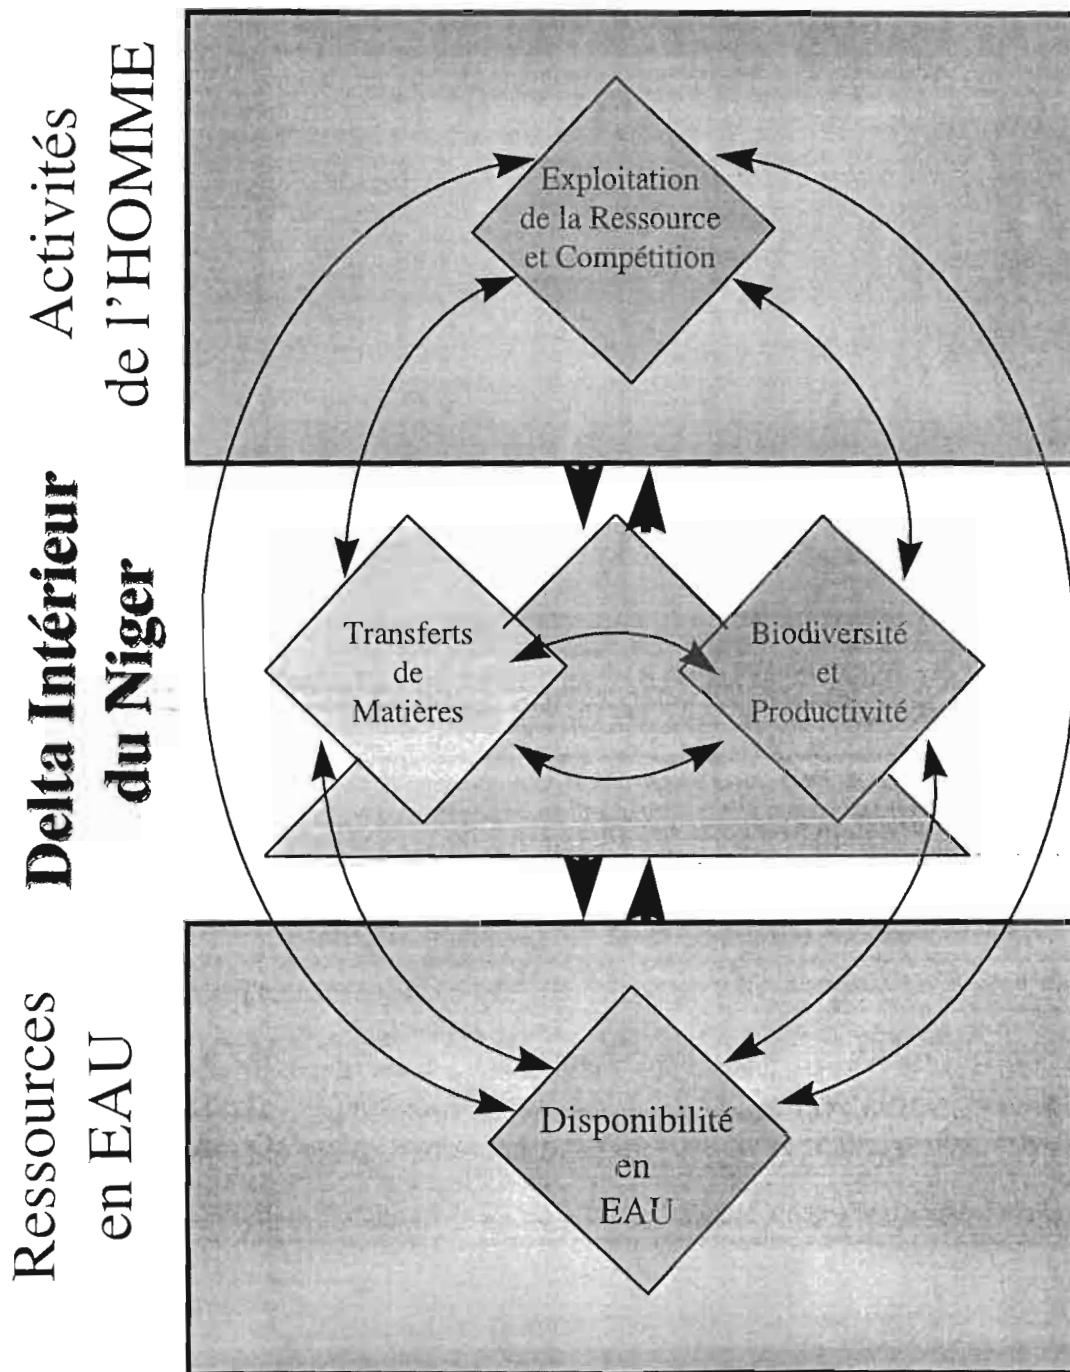 Activités
de l'HOMME
Exploitation
de la Ressource
et Compétition
Delta Intérieur
du Niger
Transferts
de
Matières
Biodiversité
et
Productivité
Ressources
en EAU
Disponibilité
en
EAU